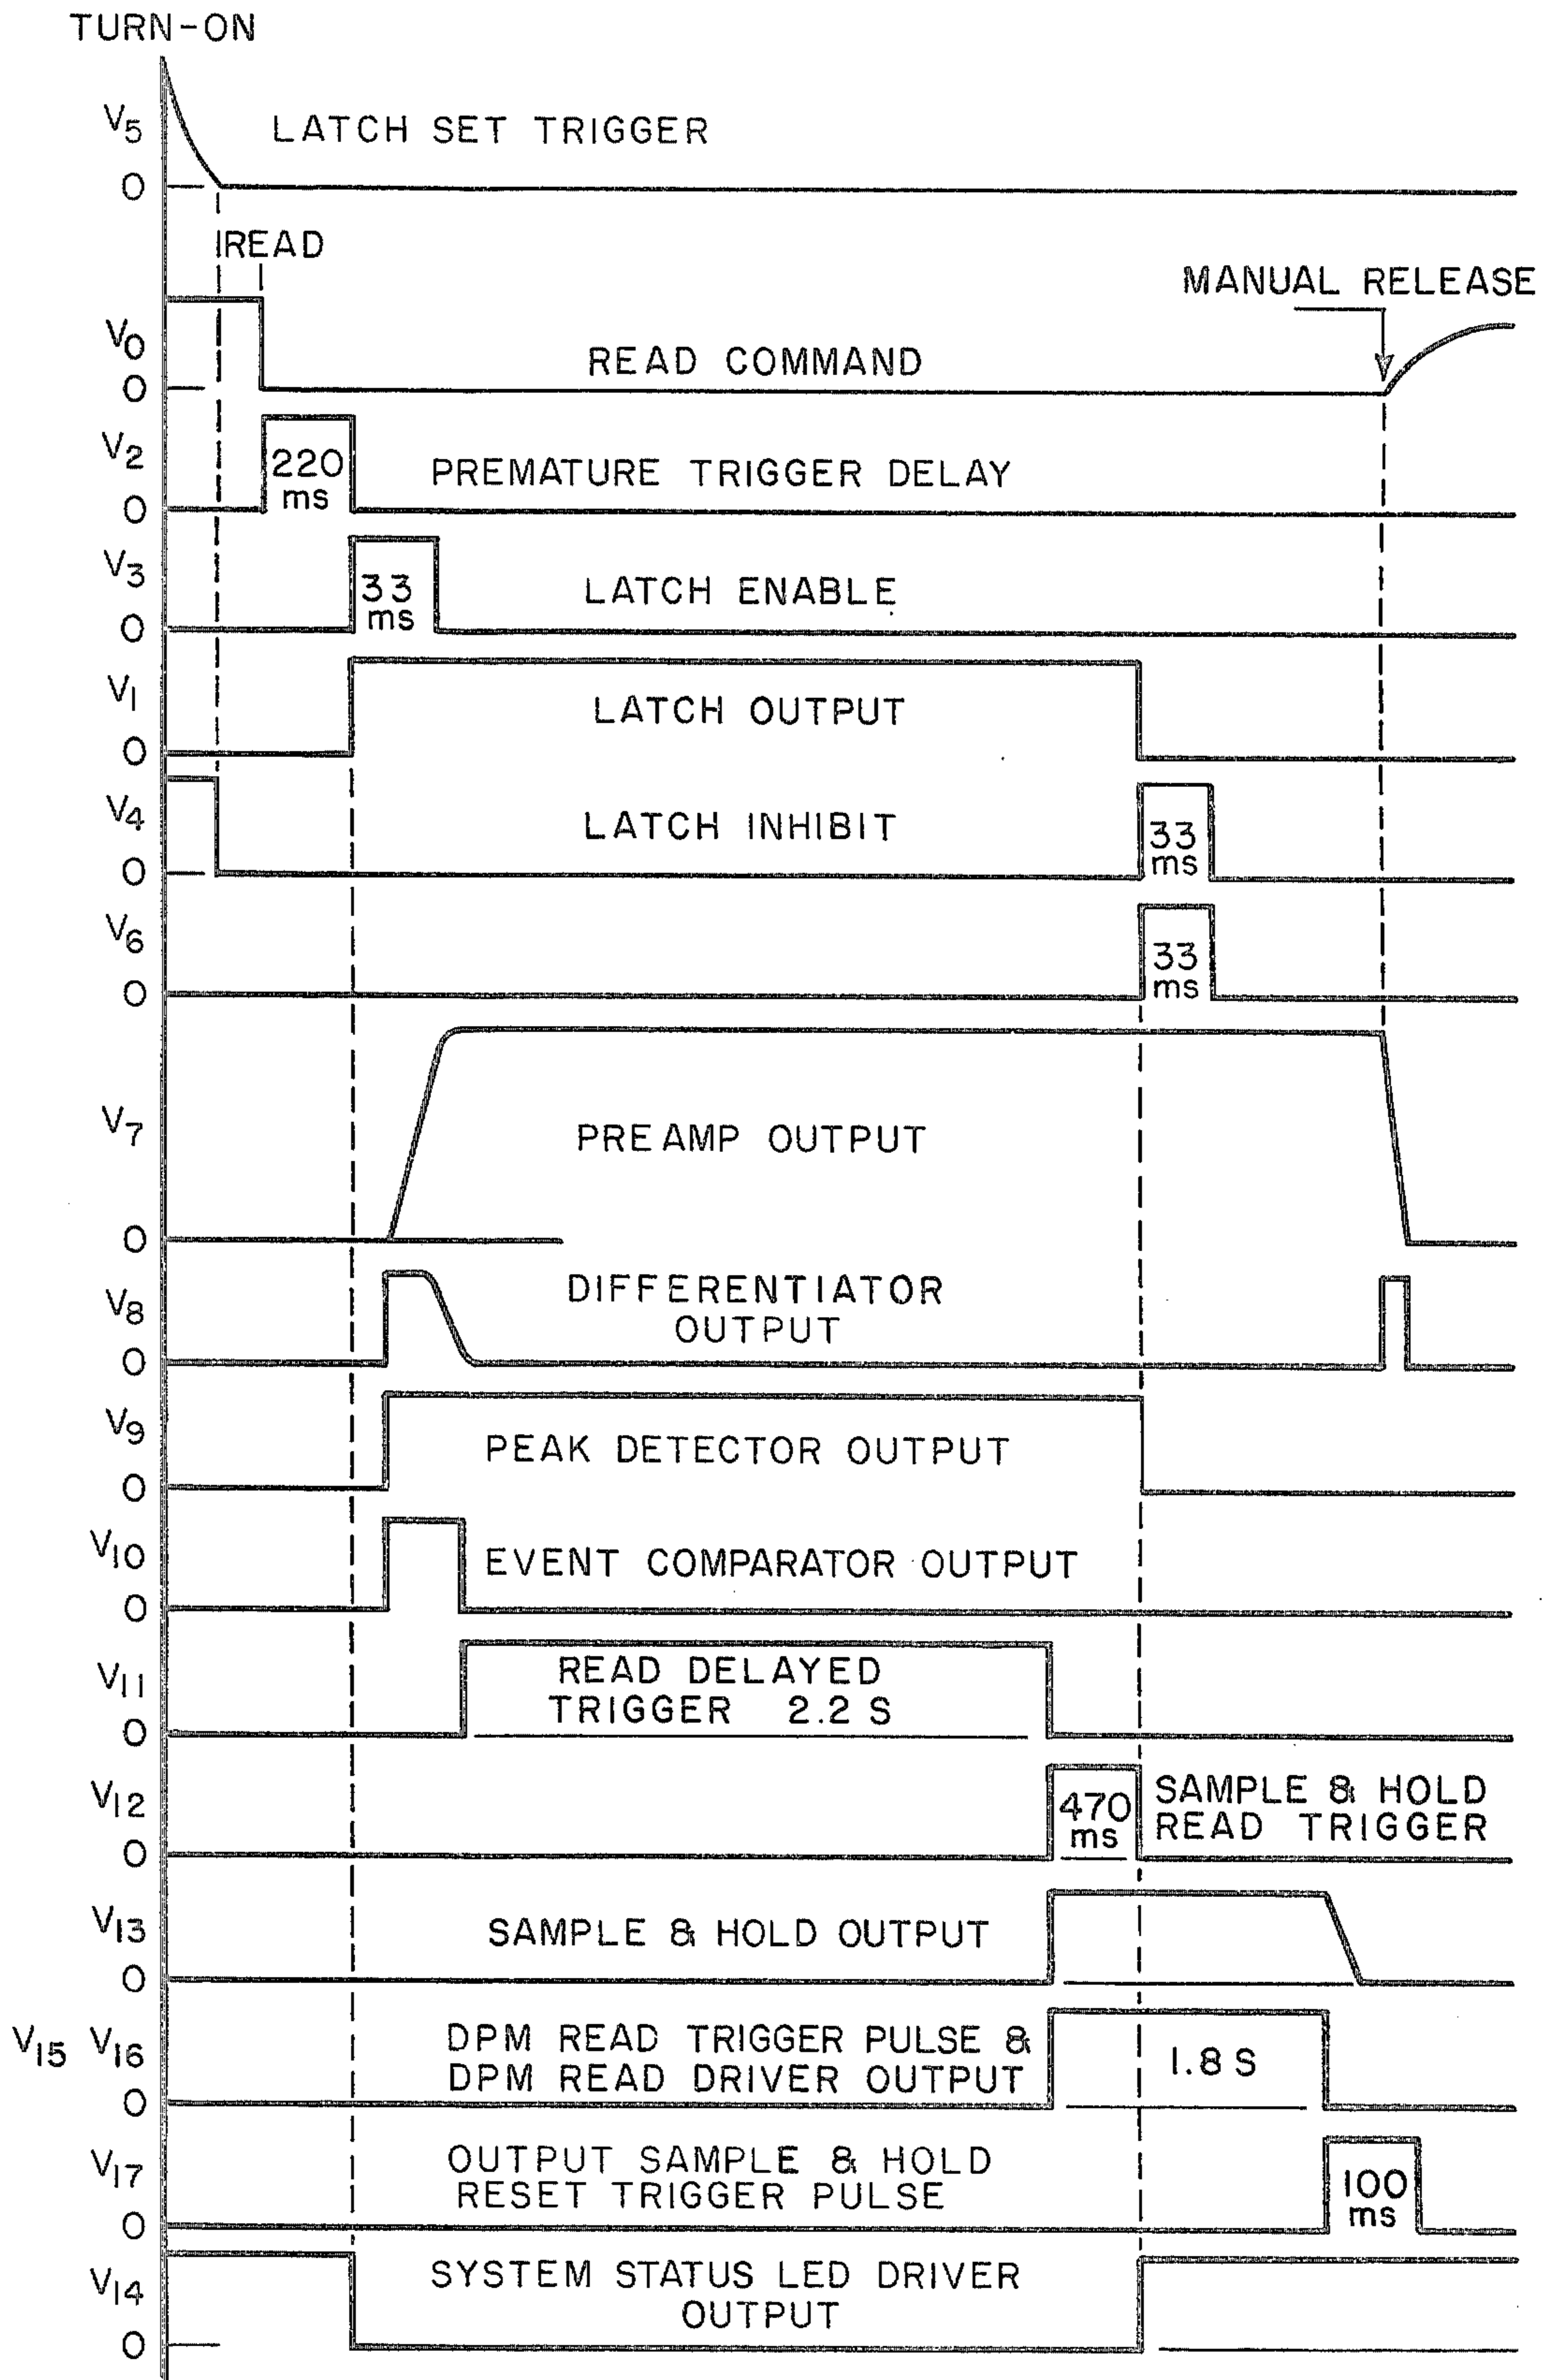 TURN-ON
V5
LATCH SET TRIGGER
0
READ
MANUAL RELEASE
V0
READ COMMAND
0
V2
220
ms
PREMATURE TRIGGER DELAY
0
V3
33
ms
LATCH ENABLE
0
V1
LATCH OUTPUT
0
V4
LATCH INHIBIT
33
ms
0
V6
33
ms
0
V7
PREAMP OUTPUT
0
V8
DIFFERENTIATOR
OUTPUT
0
V9
PEAK DETECTOR OUTPUT
0
V10
EVENT COMPARATOR OUTPUT
0
V11
READ DELAYED
TRIGGER 2.2 S
0
V12
470
ms
SAMPLE & HOLD
READ TRIGGER
0
V13
SAMPLE & HOLD OUTPUT
0
V15 V16
DPM READ TRIGGER PULSE &
DPM READ DRIVER OUTPUT
1.8 S
0
V17
OUTPUT SAMPLE & HOLD
RESET TRIGGER PULSE
100
ms
0
V14
SYSTEM STATUS LED DRIVER
OUTPUT
0